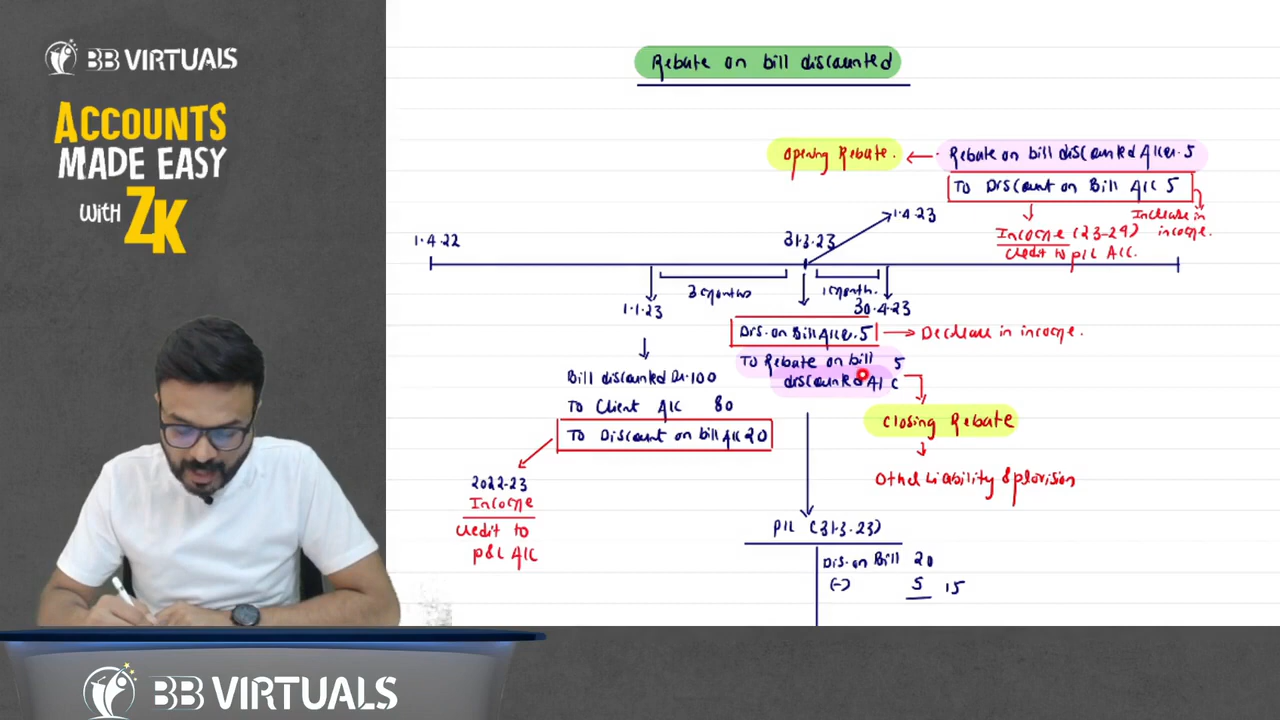 BB VIRTUALS
ACCOUNTS
MADE EASY
WITH ZK
Rebate on bill discounted
Opening Rebate. ← Rebate on bill discounted A/c Dr. 5
To Discount on Bill A/C 5
Increase in
income.
Income (23-24)
Credit to P/L A/C.
1.4.22
31.3.23
1.4.23
3 months
1 month.
1.1.23
30.4.23
Dis. on Bill A/c Dr. 5 → Decrease in income.
To Rebate on bill 5
discounted A/C
Bill discounted Dr. 100
To Client A/C 80
To Discount on bill A/C 20
Closing Rebate
Other Liability & provision
2022-23
Income
Credit to
P&L A/C
P/L (31.3.23)
Dis. on Bill 20
(-) 5 15
BB VIRTUALS